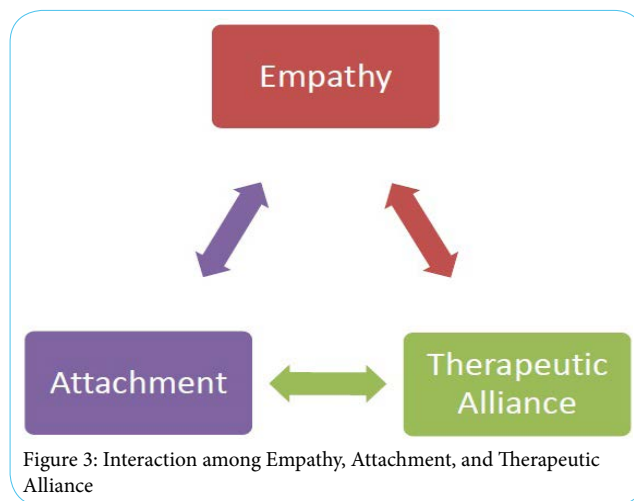 Empathy
Attachment
Therapeutic
Alliance
Figure 3: Interaction among Empathy, Attachment, and Therapeutic
Alliance